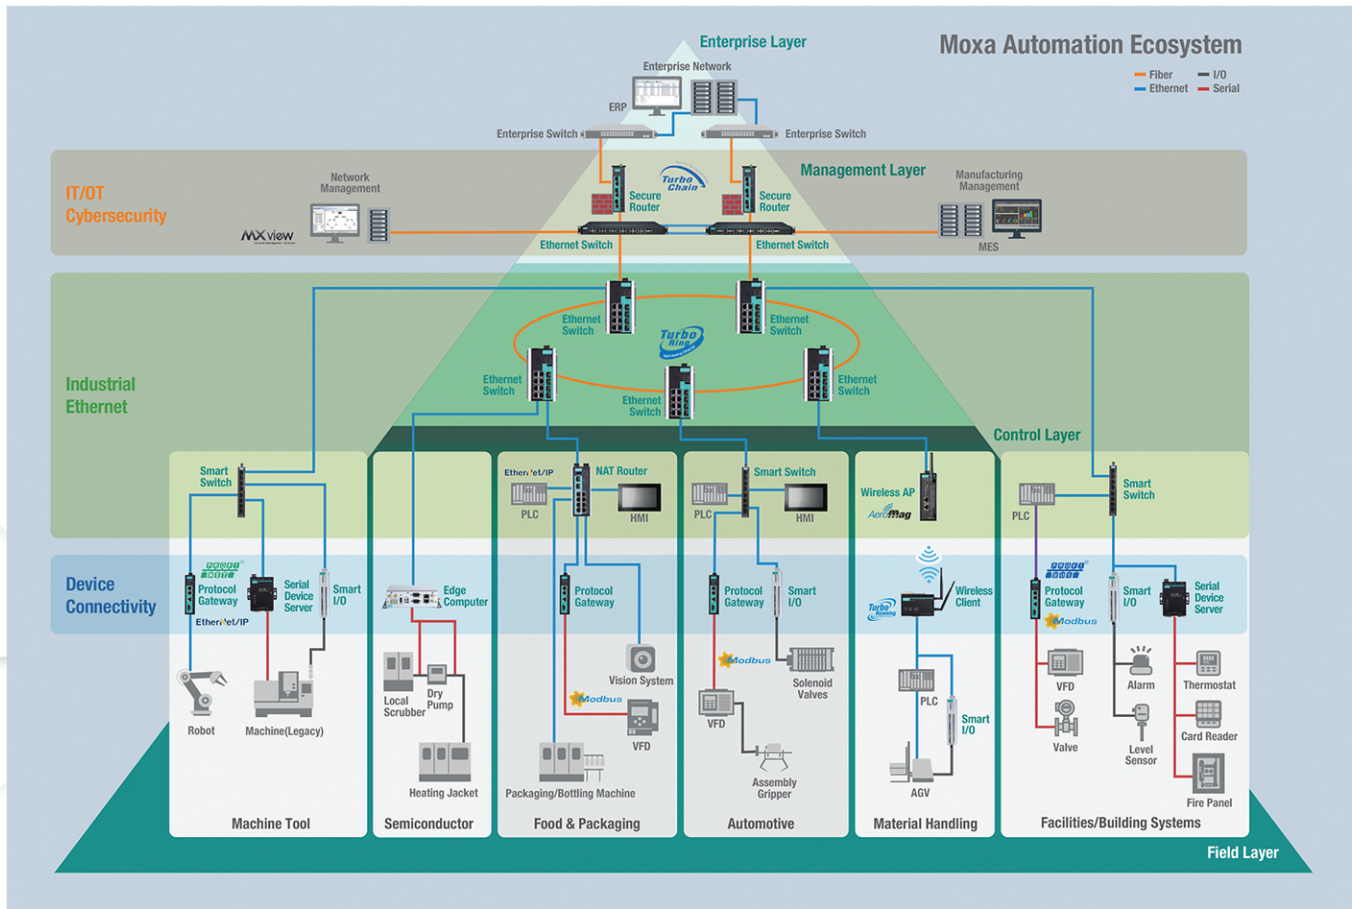 Enterprise Layer
Moxa Automation Ecosystem
Fiber
I/O
Ethernet
Serial
Enterprise Network
ERP
Enterprise Switch
Enterprise Switch
IT/OT
Cybersecurity
Management Layer
Network
Management
Turbo
Chain
Manufacturing
Management
Secure
Router
Secure
Router
MXview
Ethernet Switch
Ethernet Switch
MES
Industrial
Ethernet
Ethernet
Switch
Ethernet
Switch
Turbo
Ring
Ethernet
Switch
Ethernet
Switch
Ethernet
Switch
Control Layer
Smart
Switch
EtherNet/IP
NAT Router
PLC
HMI
Smart Switch
PLC
HMI
Wireless AP
AeroMag
PLC
Smart
Switch
Device
Connectivity
PROFI
NET
Protocol
Gateway
EtherNet/IP
Serial
Device
Server
Smart
I/O
Edge
Computer
Protocol
Gateway
Protocol
Gateway
Smart
I/O
Wireless
Client
Turbo
Roaming
PROFI
BUS
Protocol
Gateway
Modbus
Smart
I/O
Serial
Device
Server
Robot
Machine(Legacy)
Local
Scrubber
Dry
Pump
Heating Jacket
Vision System
Modbus
VFD
Packaging/Bottling Machine
Modbus
VFD
Solenoid
Valves
Assembly
Gripper
PLC
Smart
I/O
AGV
VFD
Valve
Alarm
Level
Sensor
Thermostat
Card Reader
Fire Panel
Machine Tool
Semiconductor
Food & Packaging
Automotive
Material Handling
Facilities/Building Systems
Field Layer